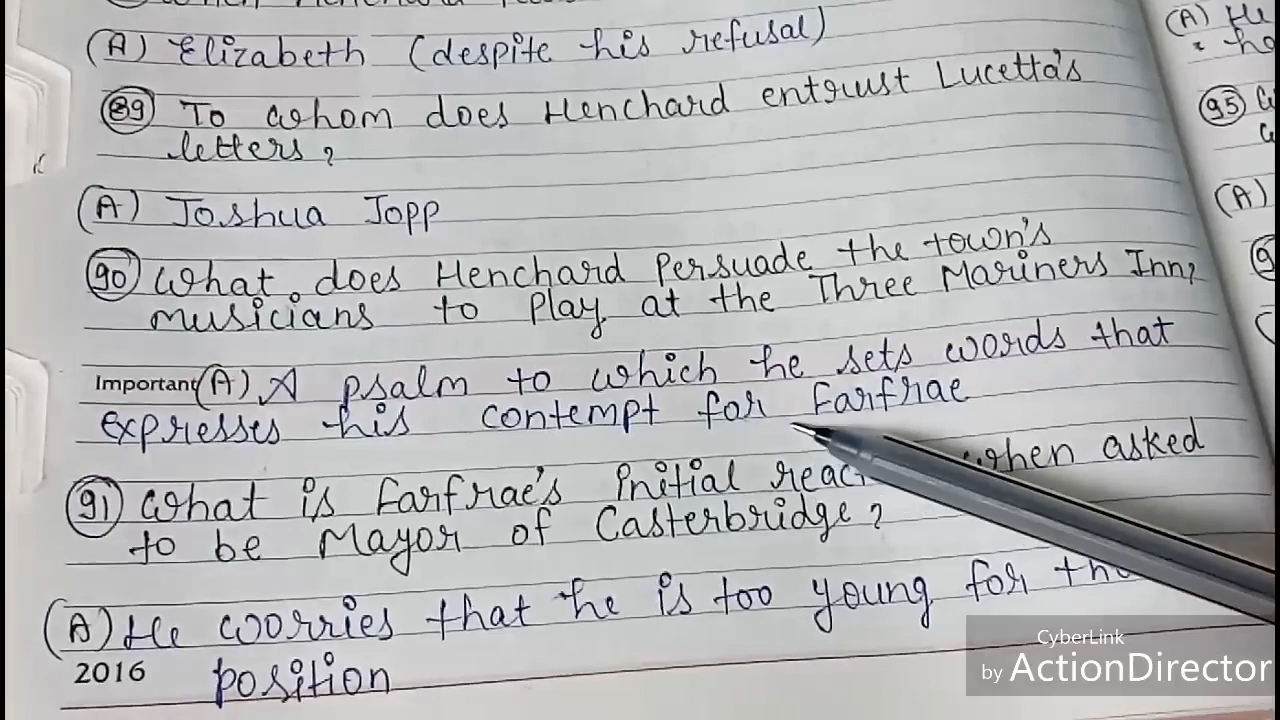 (A) Elizabeth (despite his refusal)
(89) To whom does Henchard entrust Lucetta's
letters?
(A) Joshua Jopp
(90) What does Henchard Persuade the town's
musicians to Play at the Three Mariners Inn?
Important (A) A psalm to which he sets words that
expresses his contempt for Farfrae
(91) What is Farfrae's initial when asked
to be Mayor of Casterbridge?
(A) He worries that he is too young for
2016 position
(A) He
(95)
(A)
CyberLink
by ActionDirector